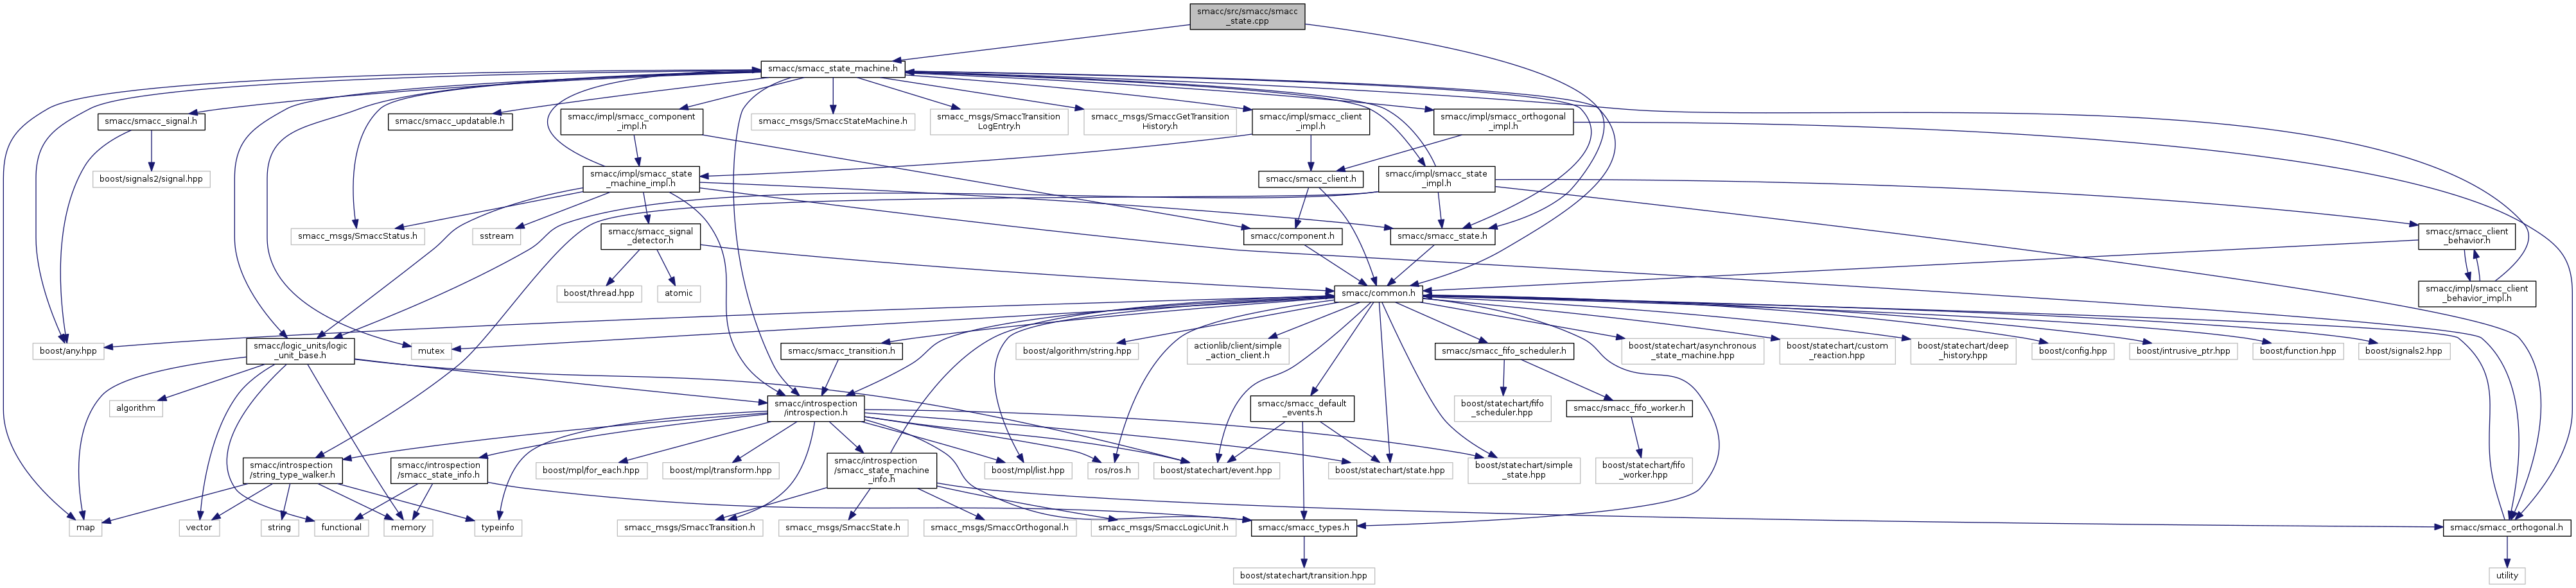 smacc/src/smacc/smacc
_state.cpp
smacc/smacc_state_machine.h
smacc/smacc_signal.h
smacc/smacc_updatable.h
smacc/impl/smacc_component
_impl.h
smacc_msgs/SmaccStateMachine.h
smacc_msgs/SmaccTransition
LogEntry.h
smacc_msgs/SmaccGetTransition
History.h
smacc/impl/smacc_client
_impl.h
smacc/impl/smacc_orthogonal
_impl.h
boost/signals2/signal.hpp
smacc/impl/smacc_state
_machine_impl.h
smacc/smacc_client.h
smacc/impl/smacc_state
_impl.h
smacc_msgs/SmaccStatus.h
sstream
smacc/smacc_signal
_detector.h
smacc/component.h
smacc/smacc_state.h
smacc/smacc_client
_behavior.h
boost/thread.hpp
atomic
smacc/common.h
smacc/impl/smacc_client
_behavior_impl.h
boost/any.hpp
smacc/logic_units/logic
_unit_base.h
mutex
smacc/smacc_transition.h
boost/algorithm/string.hpp
actionlib/client/simple
_action_client.h
smacc/smacc_fifo_scheduler.h
boost/statechart/asynchronous
_state_machine.hpp
boost/statechart/custom
_reaction.hpp
boost/statechart/deep
_history.hpp
boost/config.hpp
boost/intrusive_ptr.hpp
boost/function.hpp
boost/signals2.hpp
algorithm
smacc/introspection
/introspection.h
smacc/smacc_default
_events.h
boost/statechart/fifo
_scheduler.hpp
smacc/smacc_fifo_worker.h
smacc/introspection
/string_type_walker.h
smacc/introspection
/smacc_state_info.h
boost/mpl/for_each.hpp
boost/mpl/transform.hpp
smacc/introspection
/smacc_state_machine
_info.h
boost/mpl/list.hpp
ros/ros.h
boost/statechart/event.hpp
boost/statechart/state.hpp
boost/statechart/simple
_state.hpp
boost/statechart/fifo
_worker.hpp
map
vector
string
functional
memory
typeinfo
smacc_msgs/SmaccTransition.h
smacc_msgs/SmaccState.h
smacc_msgs/SmaccOrthogonal.h
smacc_msgs/SmaccLogicUnit.h
smacc/smacc_types.h
smacc/smacc_orthogonal.h
boost/statechart/transition.hpp
utility